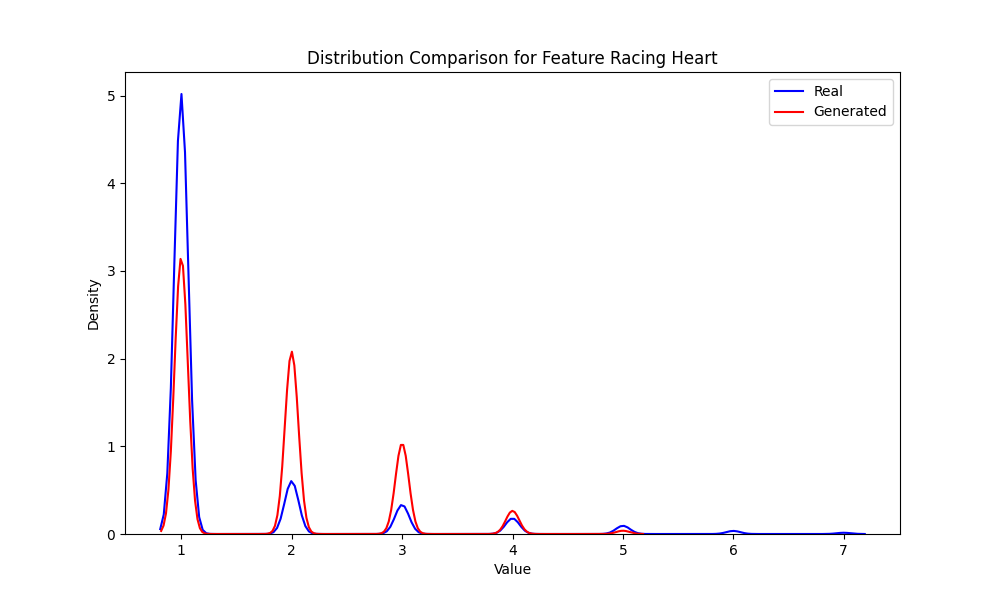 Distribution Comparison for Feature Racing Heart
Real
Generated
Density
5
4
3
2
1
0
1 2 3 4 5 6 7
Value